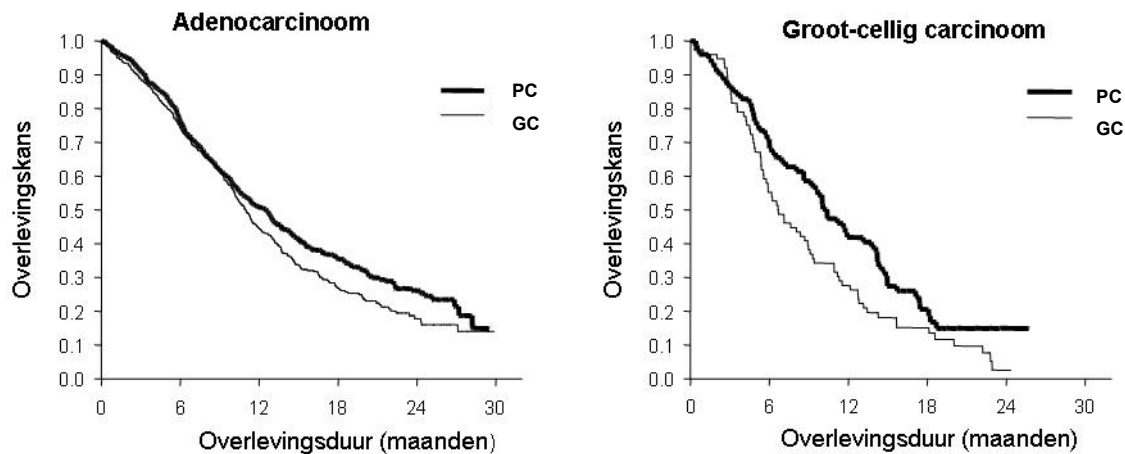 Adenocarcinoom
1.0
0.9
0.8
0.7
0.6
0.5
0.4
0.3
0.2
0.1
0.0
Overlevingskans
PC
GC
0 6 12 18 24 30
Overlevingsduur (maanden)
Groot-cellig carcinoom
1.0
0.9
0.8
0.7
0.6
0.5
0.4
0.3
0.2
0.1
0.0
Overlevingskans
PC
GC
0 6 12 18 24 30
Overlevingsduur (maanden)